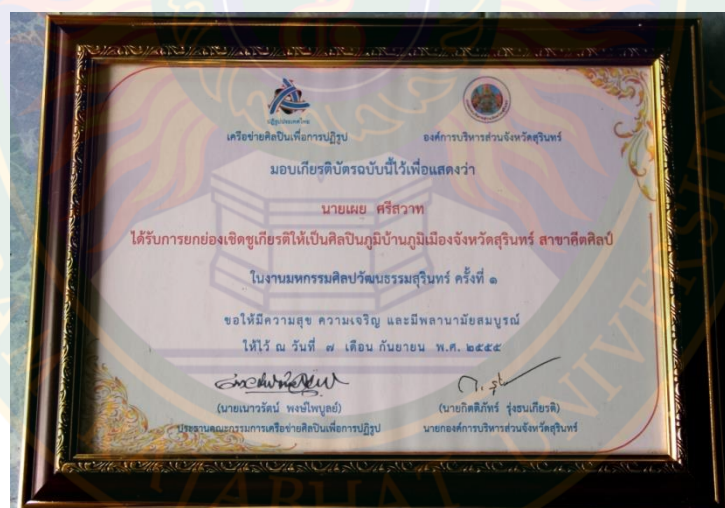 ปฏิรูปประเทศไทย
เครือข่ายศิลปินเพื่อการปฏิรูป
องค์การบริหารส่วนจังหวัดสุรินทร์
มอบเกียรติบัตรฉบับนี้ไว้เพื่อแสดงว่า
นายเผย ศรีสวาท
ได้รับการยกย่องเชิดชูเกียรติให้เป็นศิลปินภูมิบ้านภูมิเมืองจังหวัดสุรินทร์ สาขาคีตศิลป์
ในงานมหกรรมศิลปวัฒนธรรมสุรินทร์ ครั้งที่ ๑
ขอให้มีความสุข ความเจริญ และมีพลานามัยสมบูรณ์
ให้ไว้ ณ วันที่ ๗ เดือน กันยายน พ.ศ. ๒๕๕๕
(นายเนาวรัตน์ พงษ์ไพบูลย์)
(นายกิตติภัทร์ รุ่งธนเกียรติ)
ประธานคณะกรรมการเครือข่ายศิลปินเพื่อการปฏิรูป
นายกองค์การบริหารส่วนจังหวัดสุรินทร์